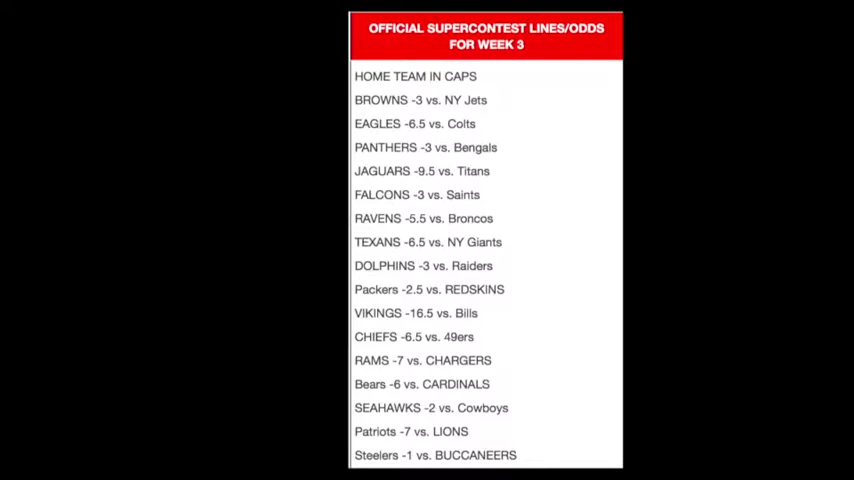 OFFICIAL SUPERCONTEST LINES/ODDS
FOR WEEK 3
HOME TEAM IN CAPS
BROWNS -3 vs. NY Jets
EAGLES -6.5 vs. Colts
PANTHERS -3 vs. Bengals
JAGUARS -9.5 vs. Titans
FALCONS -3 vs. Saints
RAVENS -5.5 vs. Broncos
TEXANS -6.5 vs. NY Giants
DOLPHINS -3 vs. Raiders
Packers -2.5 vs. REDSKINS
VIKINGS -16.5 vs. Bills
CHIEFS -6.5 vs. 49ers
RAMS -7 vs. CHARGERS
Bears -6 vs. CARDINALS
SEAHAWKS -2 vs. Cowboys
Patriots -7 vs. LIONS
Steelers -1 vs. BUCCANEERS